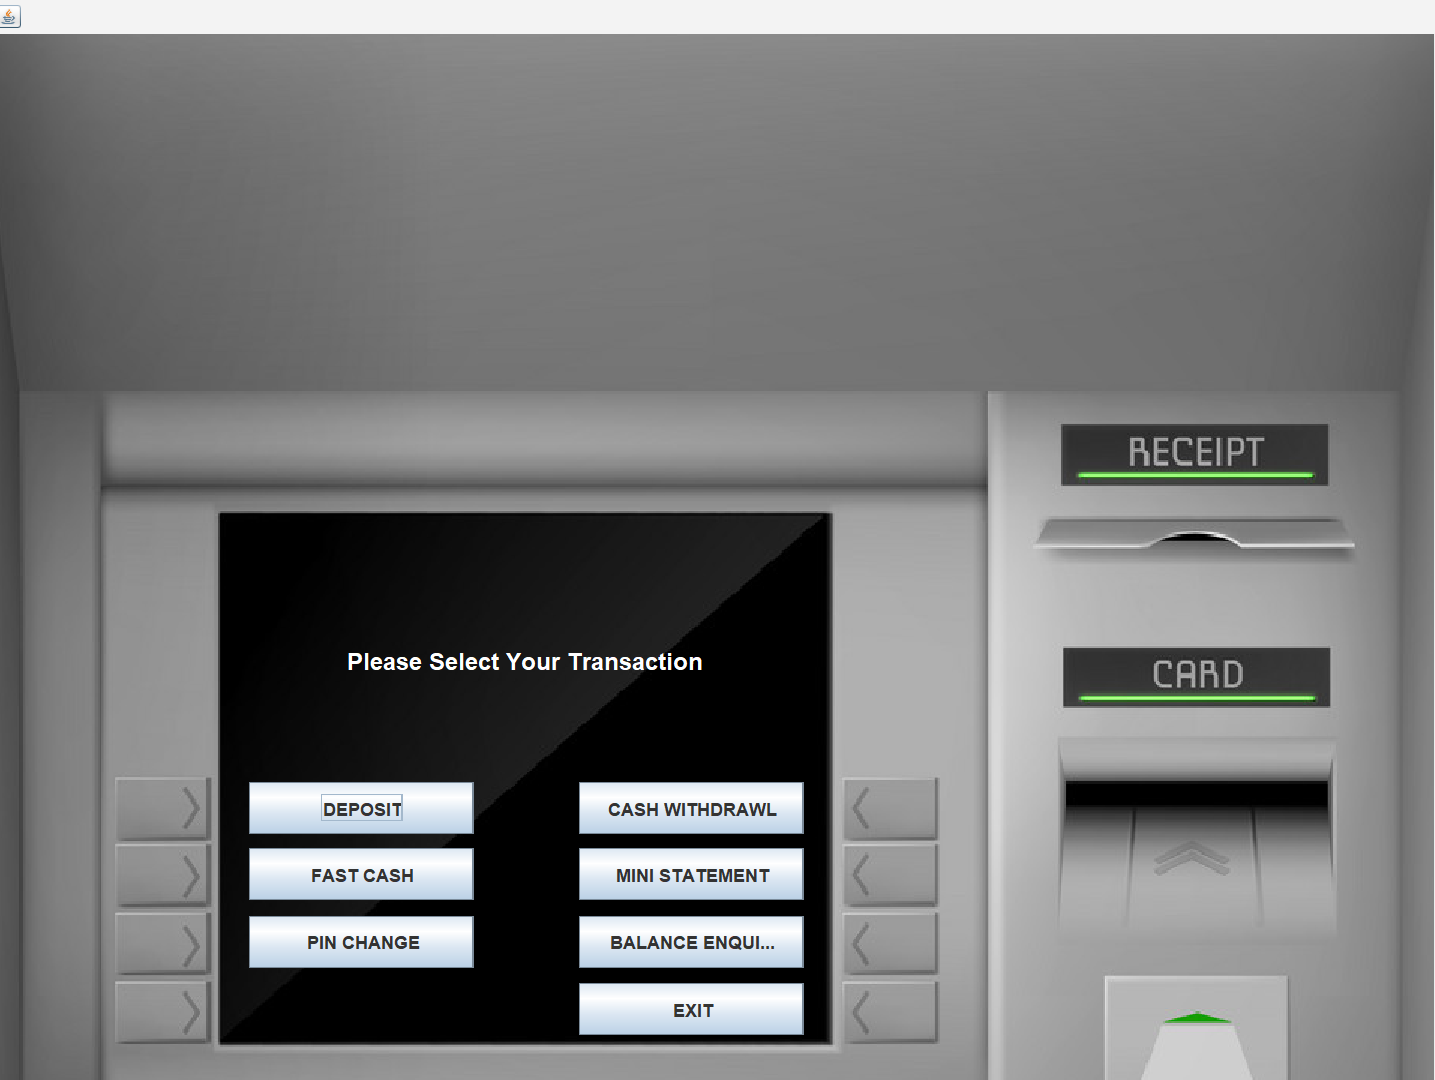 RECEIPT
Please Select Your Transaction
CARD
DEPOSIT
CASH WITHDRAWL
FAST CASH
MINI STATEMENT
PIN CHANGE
BALANCE ENQUI...
EXIT